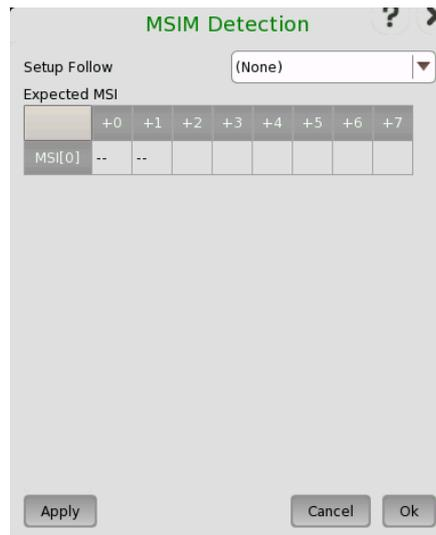 MSIM Detection ?
Setup Follow (None)
Expected MSI
+0 +1 +2 +3 +4 +5 +6 +7
MSI[0] -- --
Apply Cancel Ok